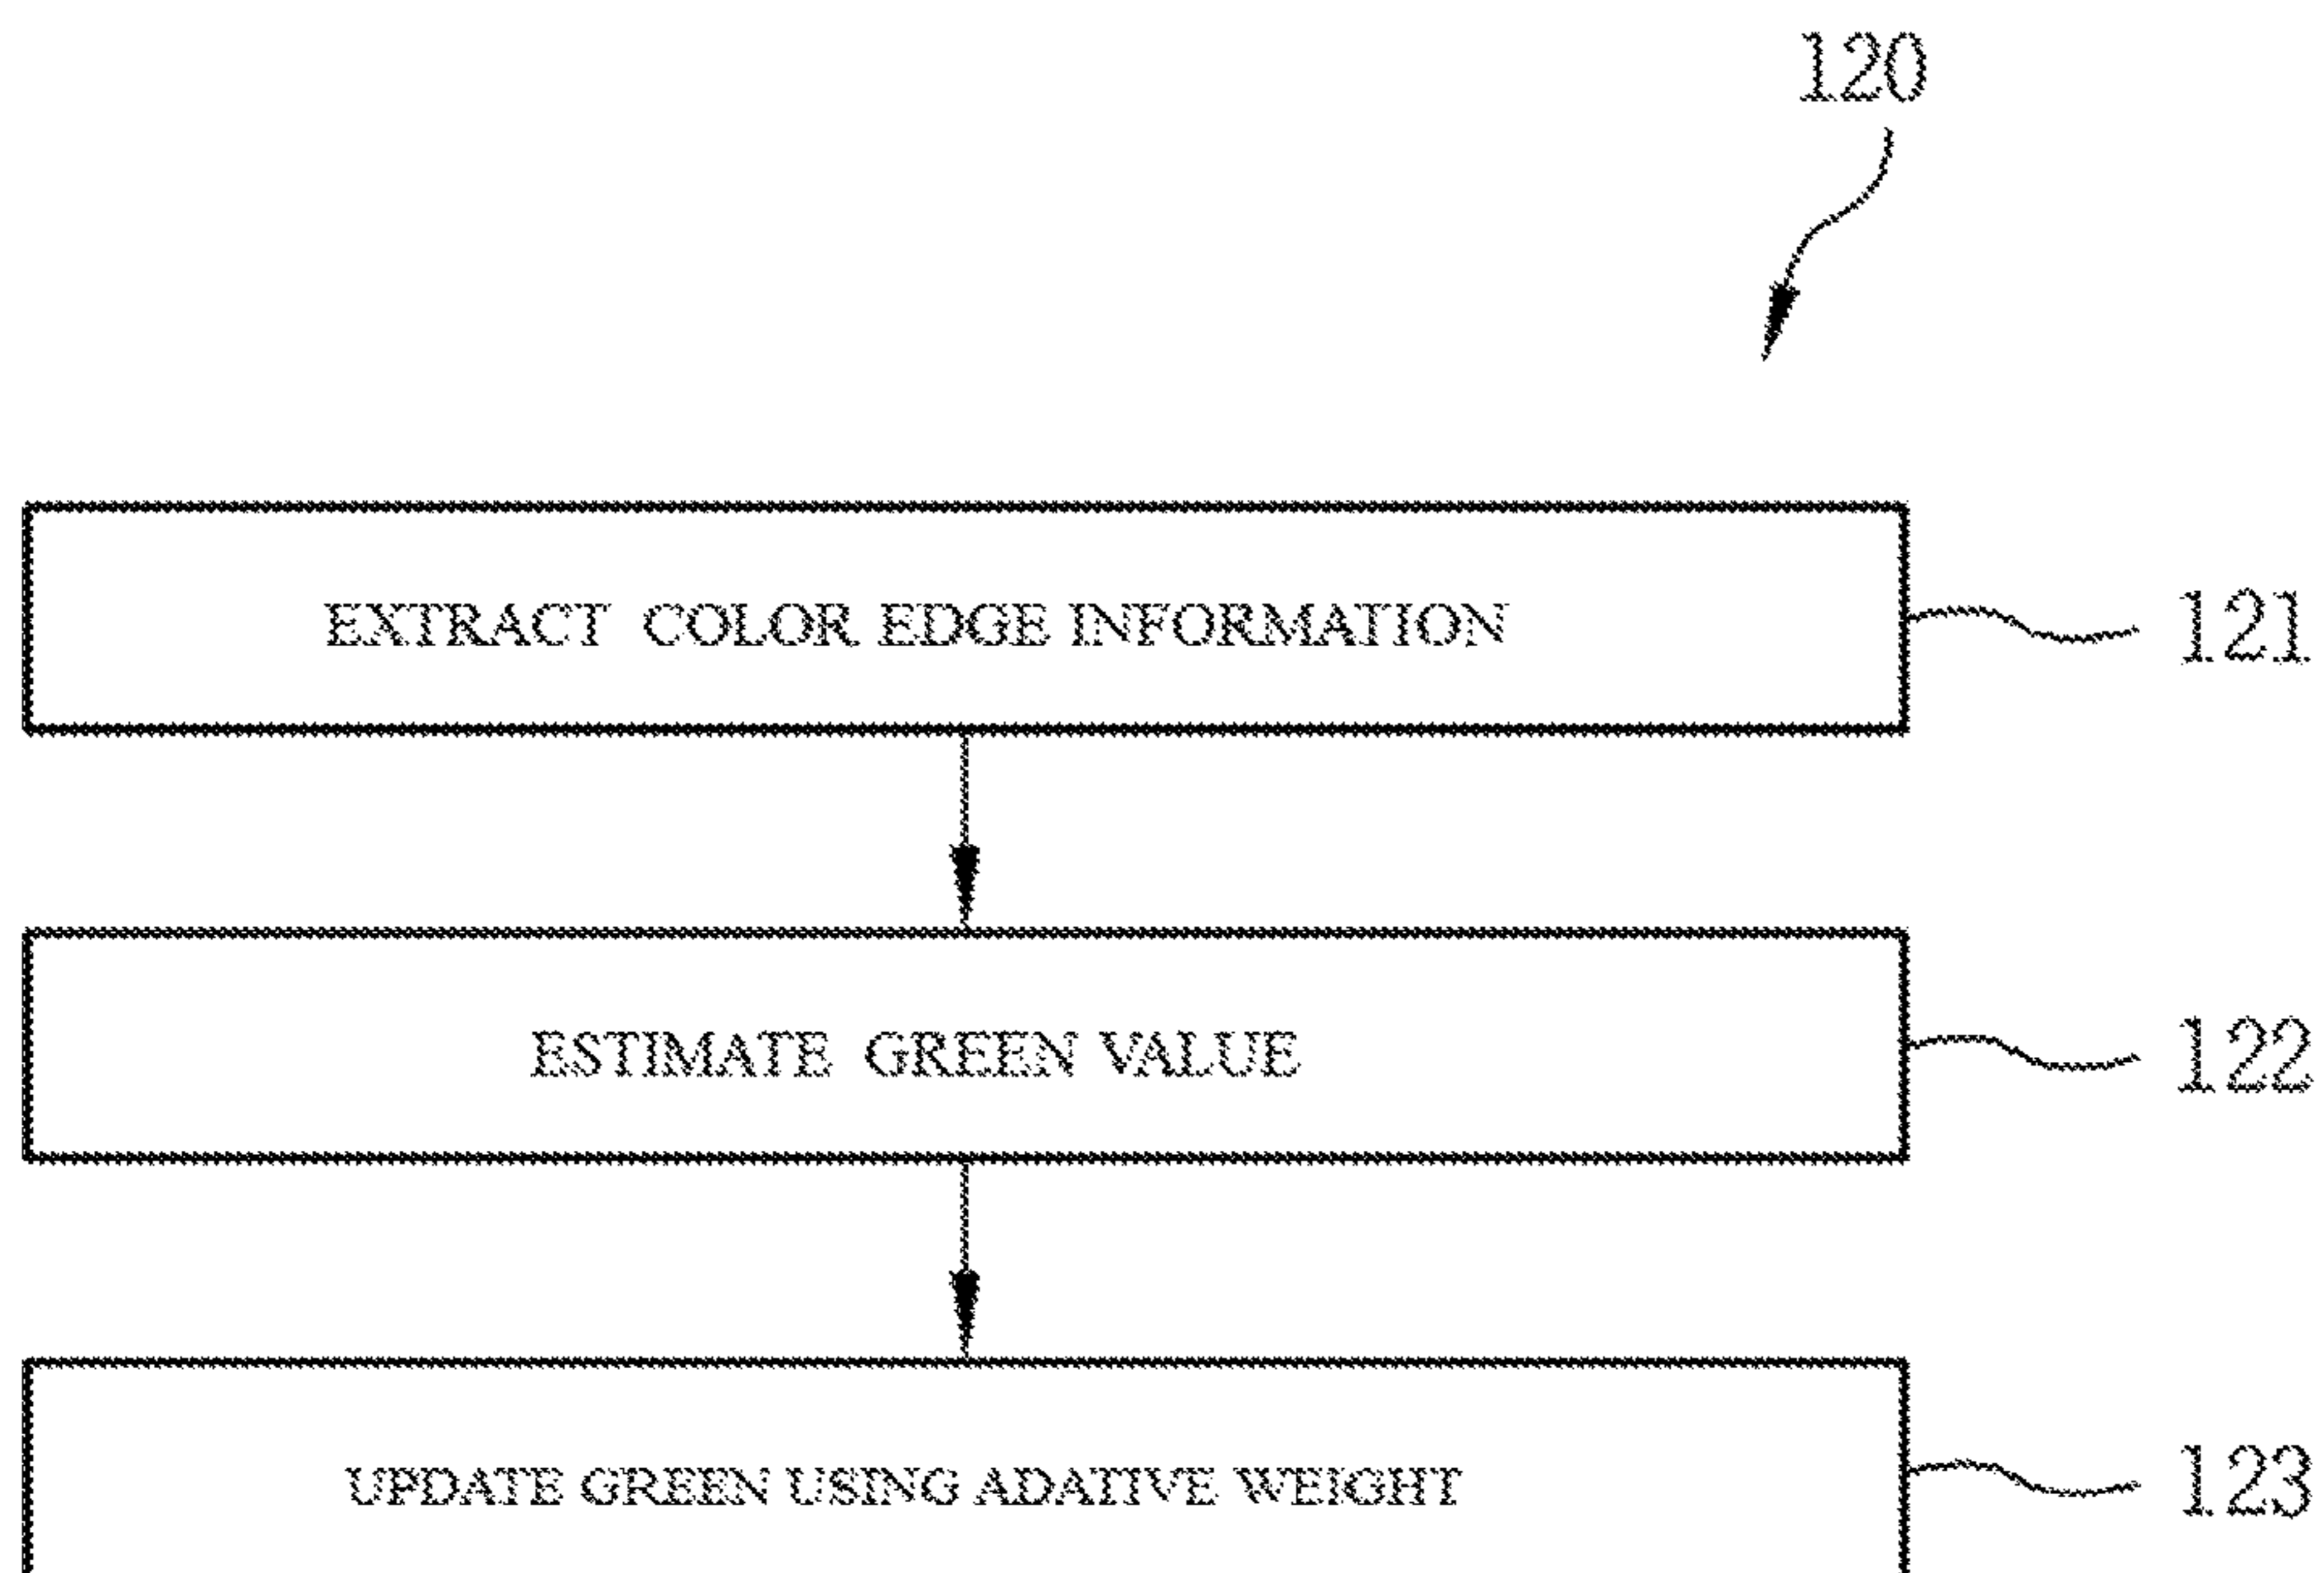 120
EXTRACT COLOR EDGE INFORMATION
121
ESTIMATE GREEN VALUE
122
UPDATE GREEN USING ADATIVE WEIGHT
123